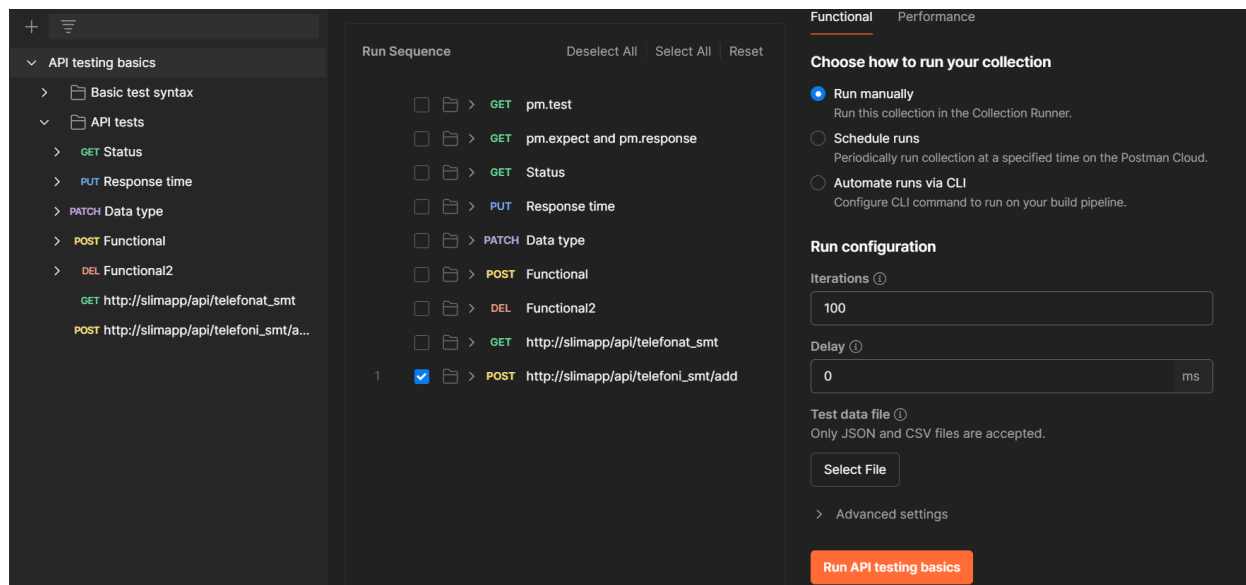 API testing basics
Basic test syntax
API tests
GET Status
PUT Response time
PATCH Data type
POST Functional
DEL Functional2
GET http://slimapp/api/telefonat_smt
POST http://slimapp/api/telefoni_smt/a...
Run Sequence Deselect All Select All Reset
GET pm.test
GET pm.expect and pm.response
GET Status
PUT Response time
PATCH Data type
POST Functional
DEL Functional2
GET http://slimapp/api/telefonat_smt
1 POST http://slimapp/api/telefoni_smt/add
Functional Performance
Choose how to run your collection
Run manually
Run this collection in the Collection Runner.
Schedule runs
Periodically run collection at a specified time on the Postman Cloud.
Automate runs via CLI
Configure CLI command to run on your build pipeline.
Run configuration
Iterations
100
Delay
0 ms
Test data file
Only JSON and CSV files are accepted.
Select File
Advanced settings
Run API testing basics